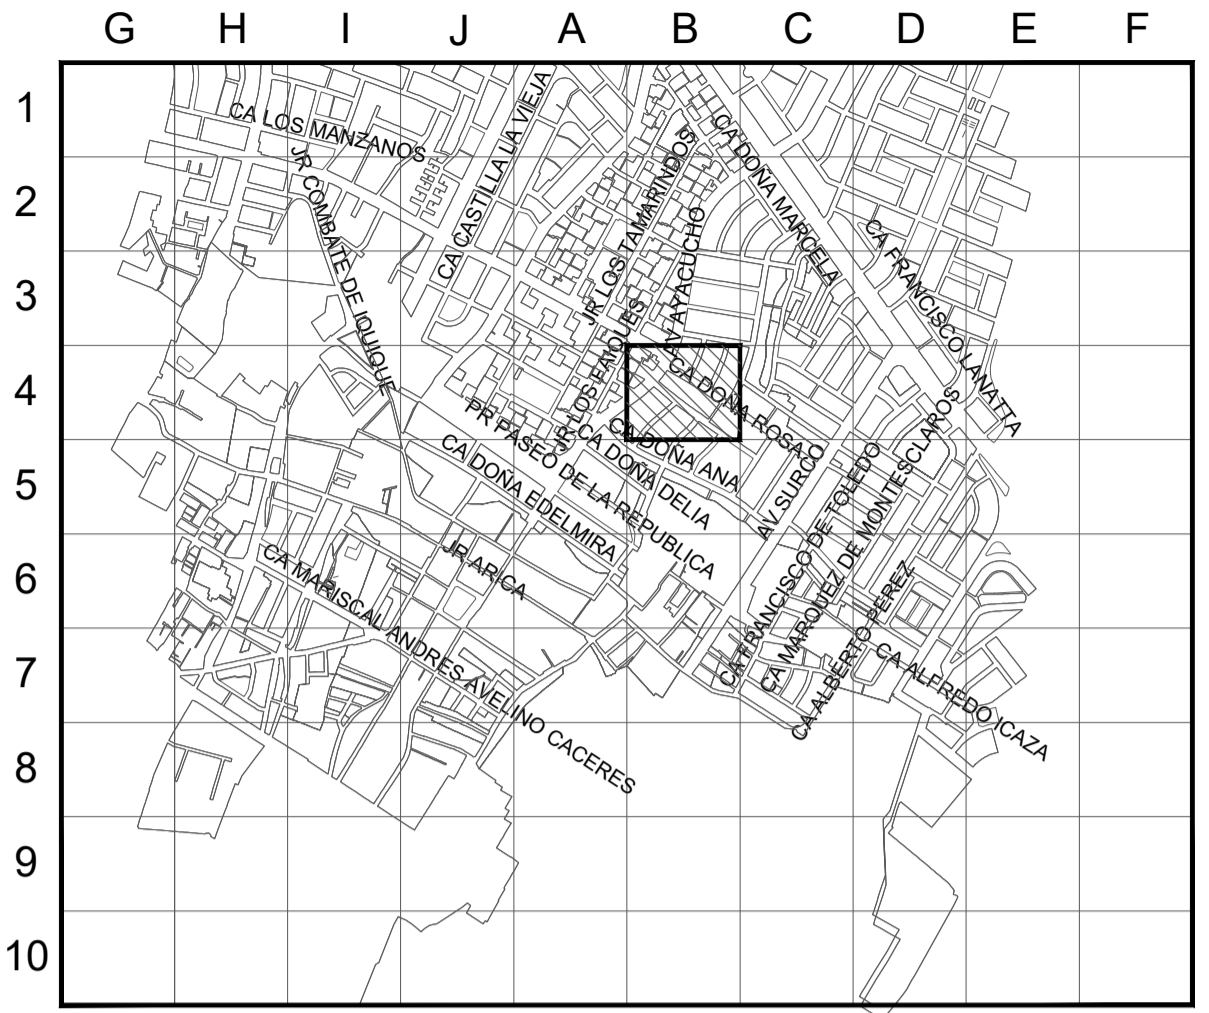 G H I J A B C D E F
1
2
3
4
5
6
7
8
9
10
CA LOS MANZANOS
JR COMBATE DE IQUIQUE
CA CASTILLA LA VIEJA
JR LOS TAMARINDOS
CA DOÑA MARCELA
AV AYACUCHO
CA FRANCISCO LANATTA
JR LOS FAIQUES
CA DOÑA ROSA
CA DOÑA ANA
CA DOÑA DELIA
PR PASEO DE LA REPUBLICA
CA DOÑA EDELMIRA
AV SURCO
CA FRANCISCO DE TOLEDO
CA MARQUEZ DE MONTESCLAROS
JR ARICA
CA MARISCAL ANDRES AVELINO CACERES
CA ALBERTO PEREZ
CA ALFREDO ICAZA